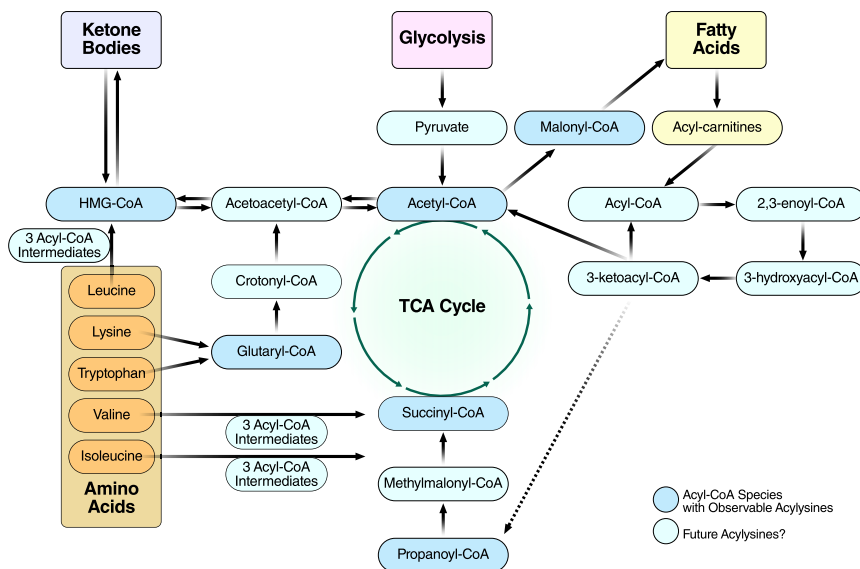 Ketone
Bodies
Glycolysis
Fatty
Acids
Pyruvate
Malonyl-CoA
Acyl-carnitines
HMG-CoA
Acetoacetyl-CoA
Acetyl-CoA
Acyl-CoA
2,3-enoyl-CoA
3 Acyl-CoA
Intermediates
Crotonyl-CoA
3-ketoacyl-CoA
3-hydroxyacyl-CoA
Leucine
TCA Cycle
Lysine
Glutaryl-CoA
Tryptophan
Valine
Succinyl-CoA
3 Acyl-CoA
Intermediates
Isoleucine
3 Acyl-CoA
Intermediates
Amino
Acids
Methylmalonyl-CoA
Propanoyl-CoA
Acyl-CoA Species
with Observable Acylysines
Future Acylysines?